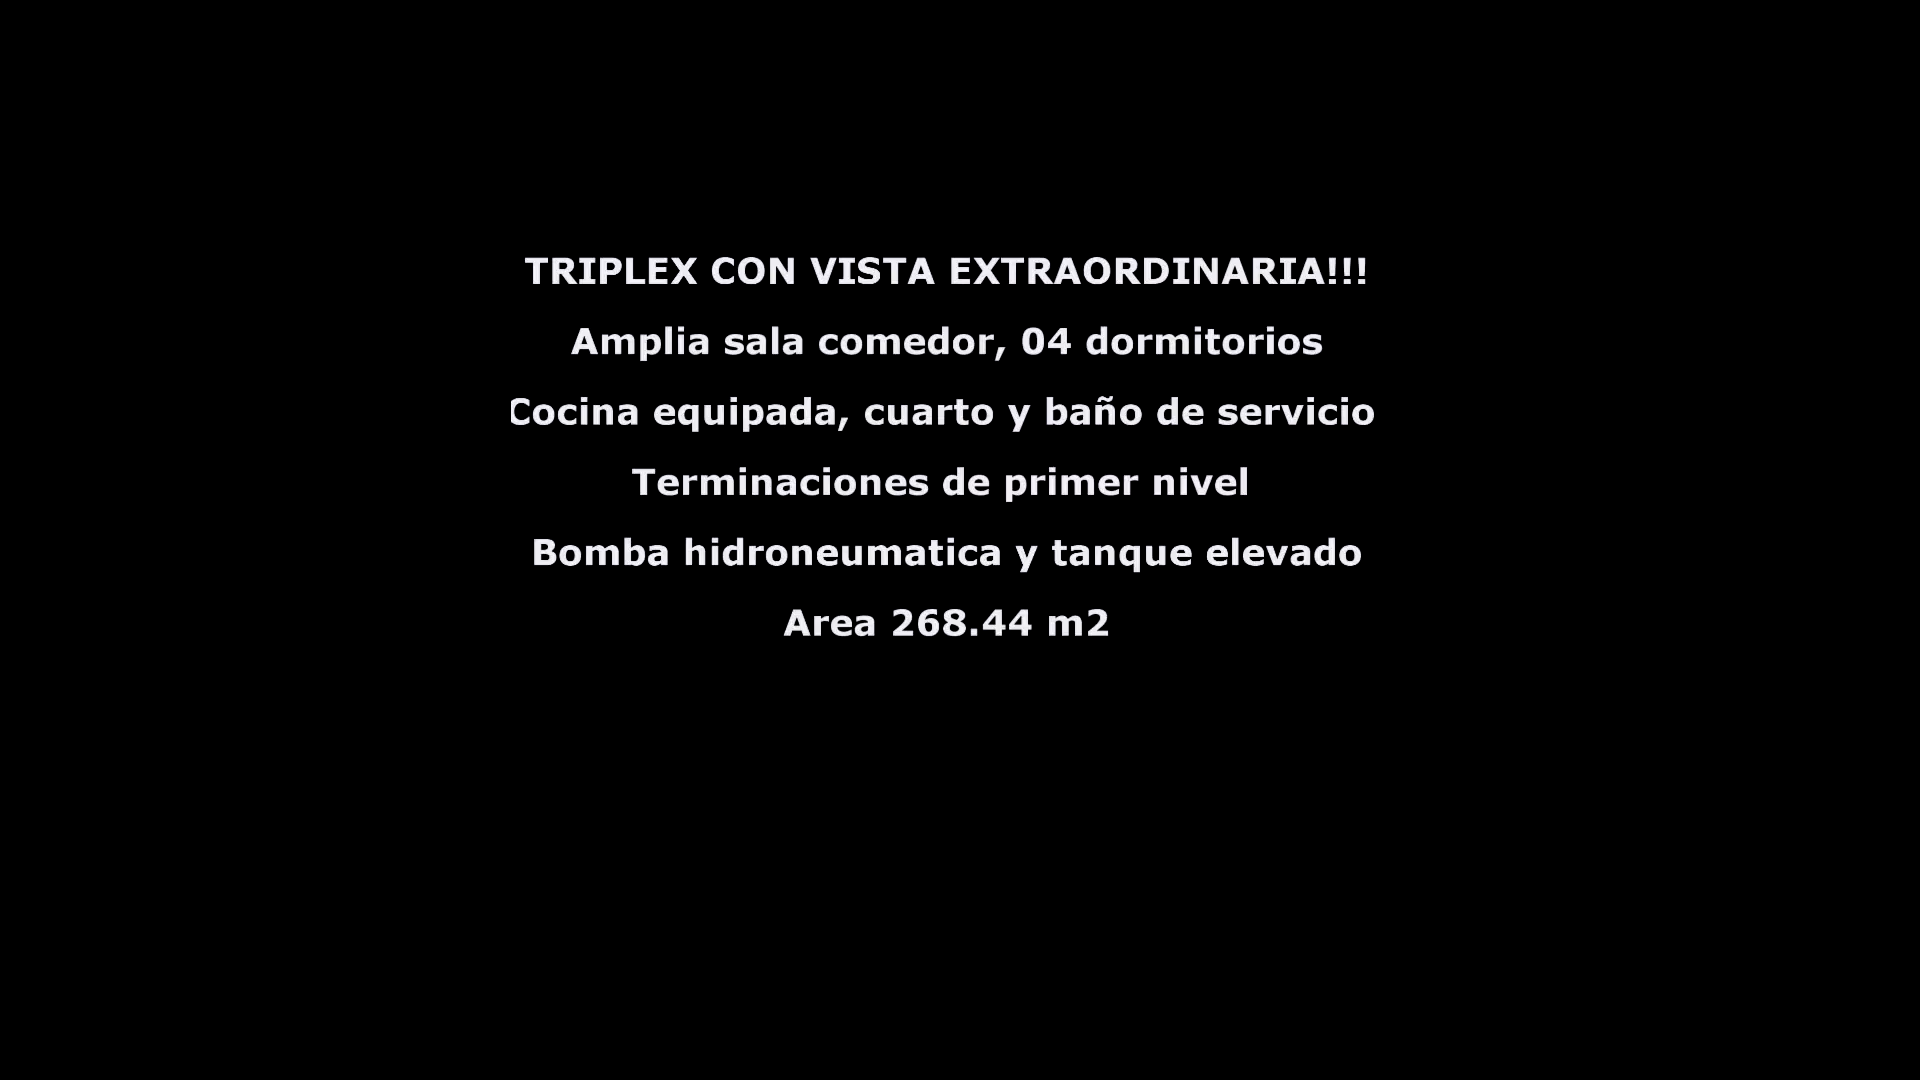 TRIPLEX CON VISTA EXTRAORDINARIA!!!
Amplia sala comedor, 04 dormitorios
Cocina equipada, cuarto y baño de servicio
Terminaciones de primer nivel
Bomba hidroneumatica y tanque elevado
Area 268.44 m2